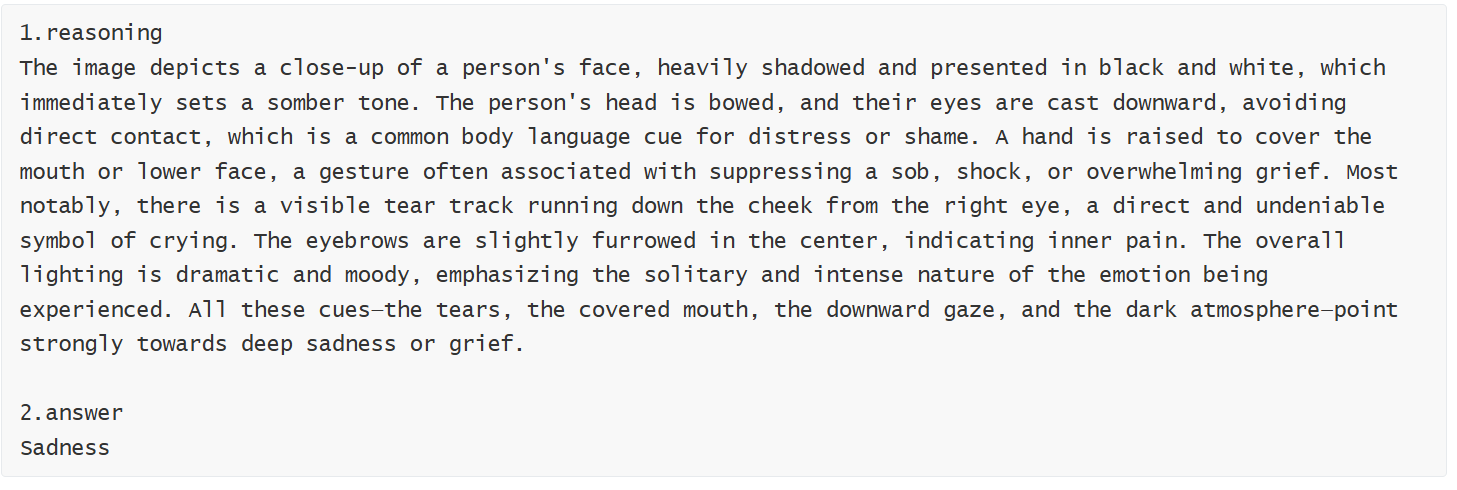 1.reasoning
The image depicts a close-up of a person's face, heavily shadowed and presented in black and white, which
immediately sets a somber tone. The person's head is bowed, and their eyes are cast downward, avoiding
direct contact, which is a common body language cue for distress or shame. A hand is raised to cover the
mouth or lower face, a gesture often associated with suppressing a sob, shock, or overwhelming grief. Most
notably, there is a visible tear track running down the cheek from the right eye, a direct and undeniable
symbol of crying. The eyebrows are slightly furrowed in the center, indicating inner pain. The overall
lighting is dramatic and moody, emphasizing the solitary and intense nature of the emotion being
experienced. All these cues—the tears, the covered mouth, the downward gaze, and the dark atmosphere—point
strongly towards deep sadness or grief.
2.answer
Sadness